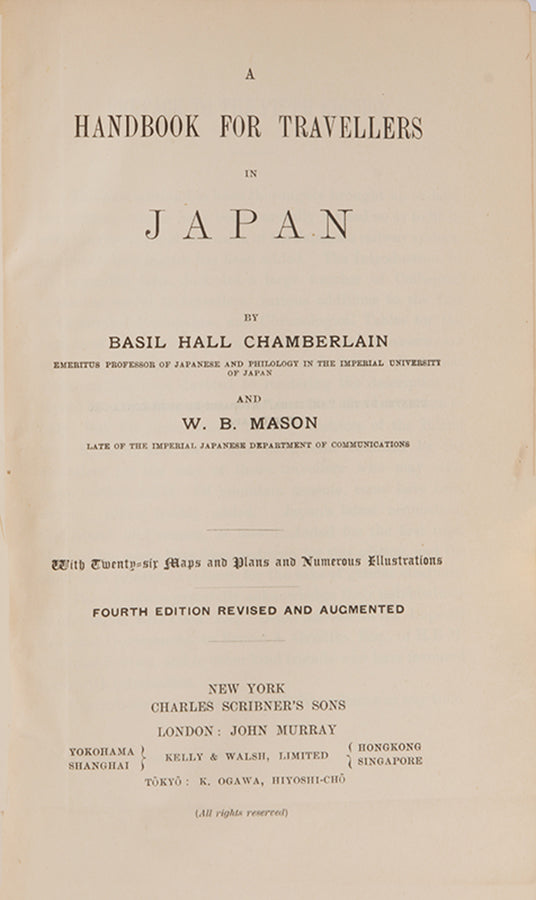 A
HANDBOOK FOR TRAVELLERS
IN
JAPAN
BY
BASIL HALL CHAMBERLAIN
EMERITUS PROFESSOR OF JAPANESE AND PHILOLOGY IN THE IMPERIAL UNIVERSITY
OF JAPAN
AND
W. B. MASON
LATE OF THE IMPERIAL JAPANESE DEPARTMENT OF COMMUNICATIONS
With Twenty=six Maps and Plans and Numerous Illustrations
FOURTH EDITION REVISED AND AUGMENTED
NEW YORK
CHARLES SCRIBNER'S SONS
LONDON: JOHN MURRAY
YOKOHAMA } KELLY & WALSH, LIMITED { HONGKONG
SHANGHAI } { SINGAPORE
TŌKYŌ: K. OGAWA, HIYOSHI-CHŌ
(All rights reserved)